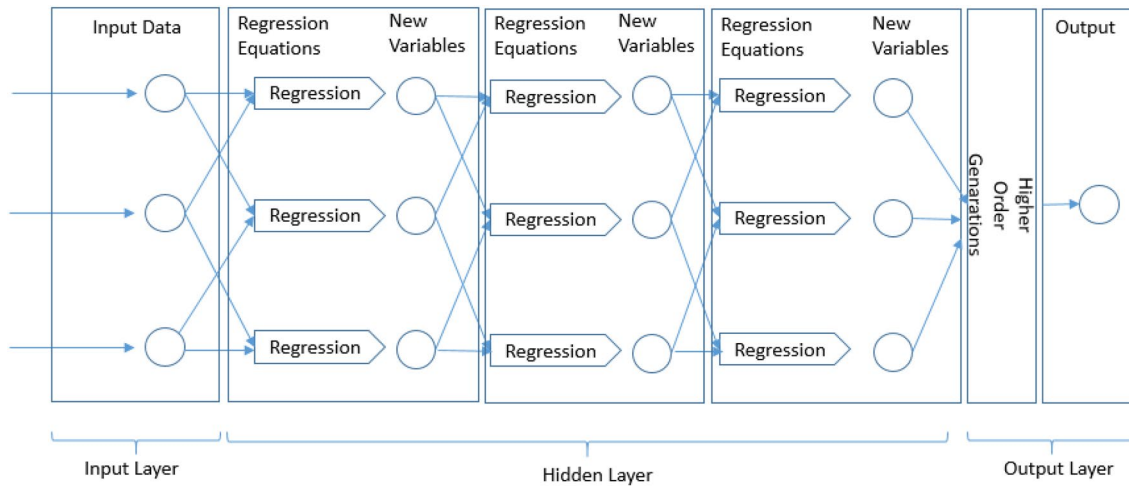 Input Data
Regression
Equations
New
Variables
Regression
Equations
New
Variables
Regression
Equations
New
Variables
Output
Regression
Regression
Regression
Regression
Regression
Regression
Regression
Regression
Regression
Higher
Order
Genarations
Input Layer
Hidden Layer
Output Layer